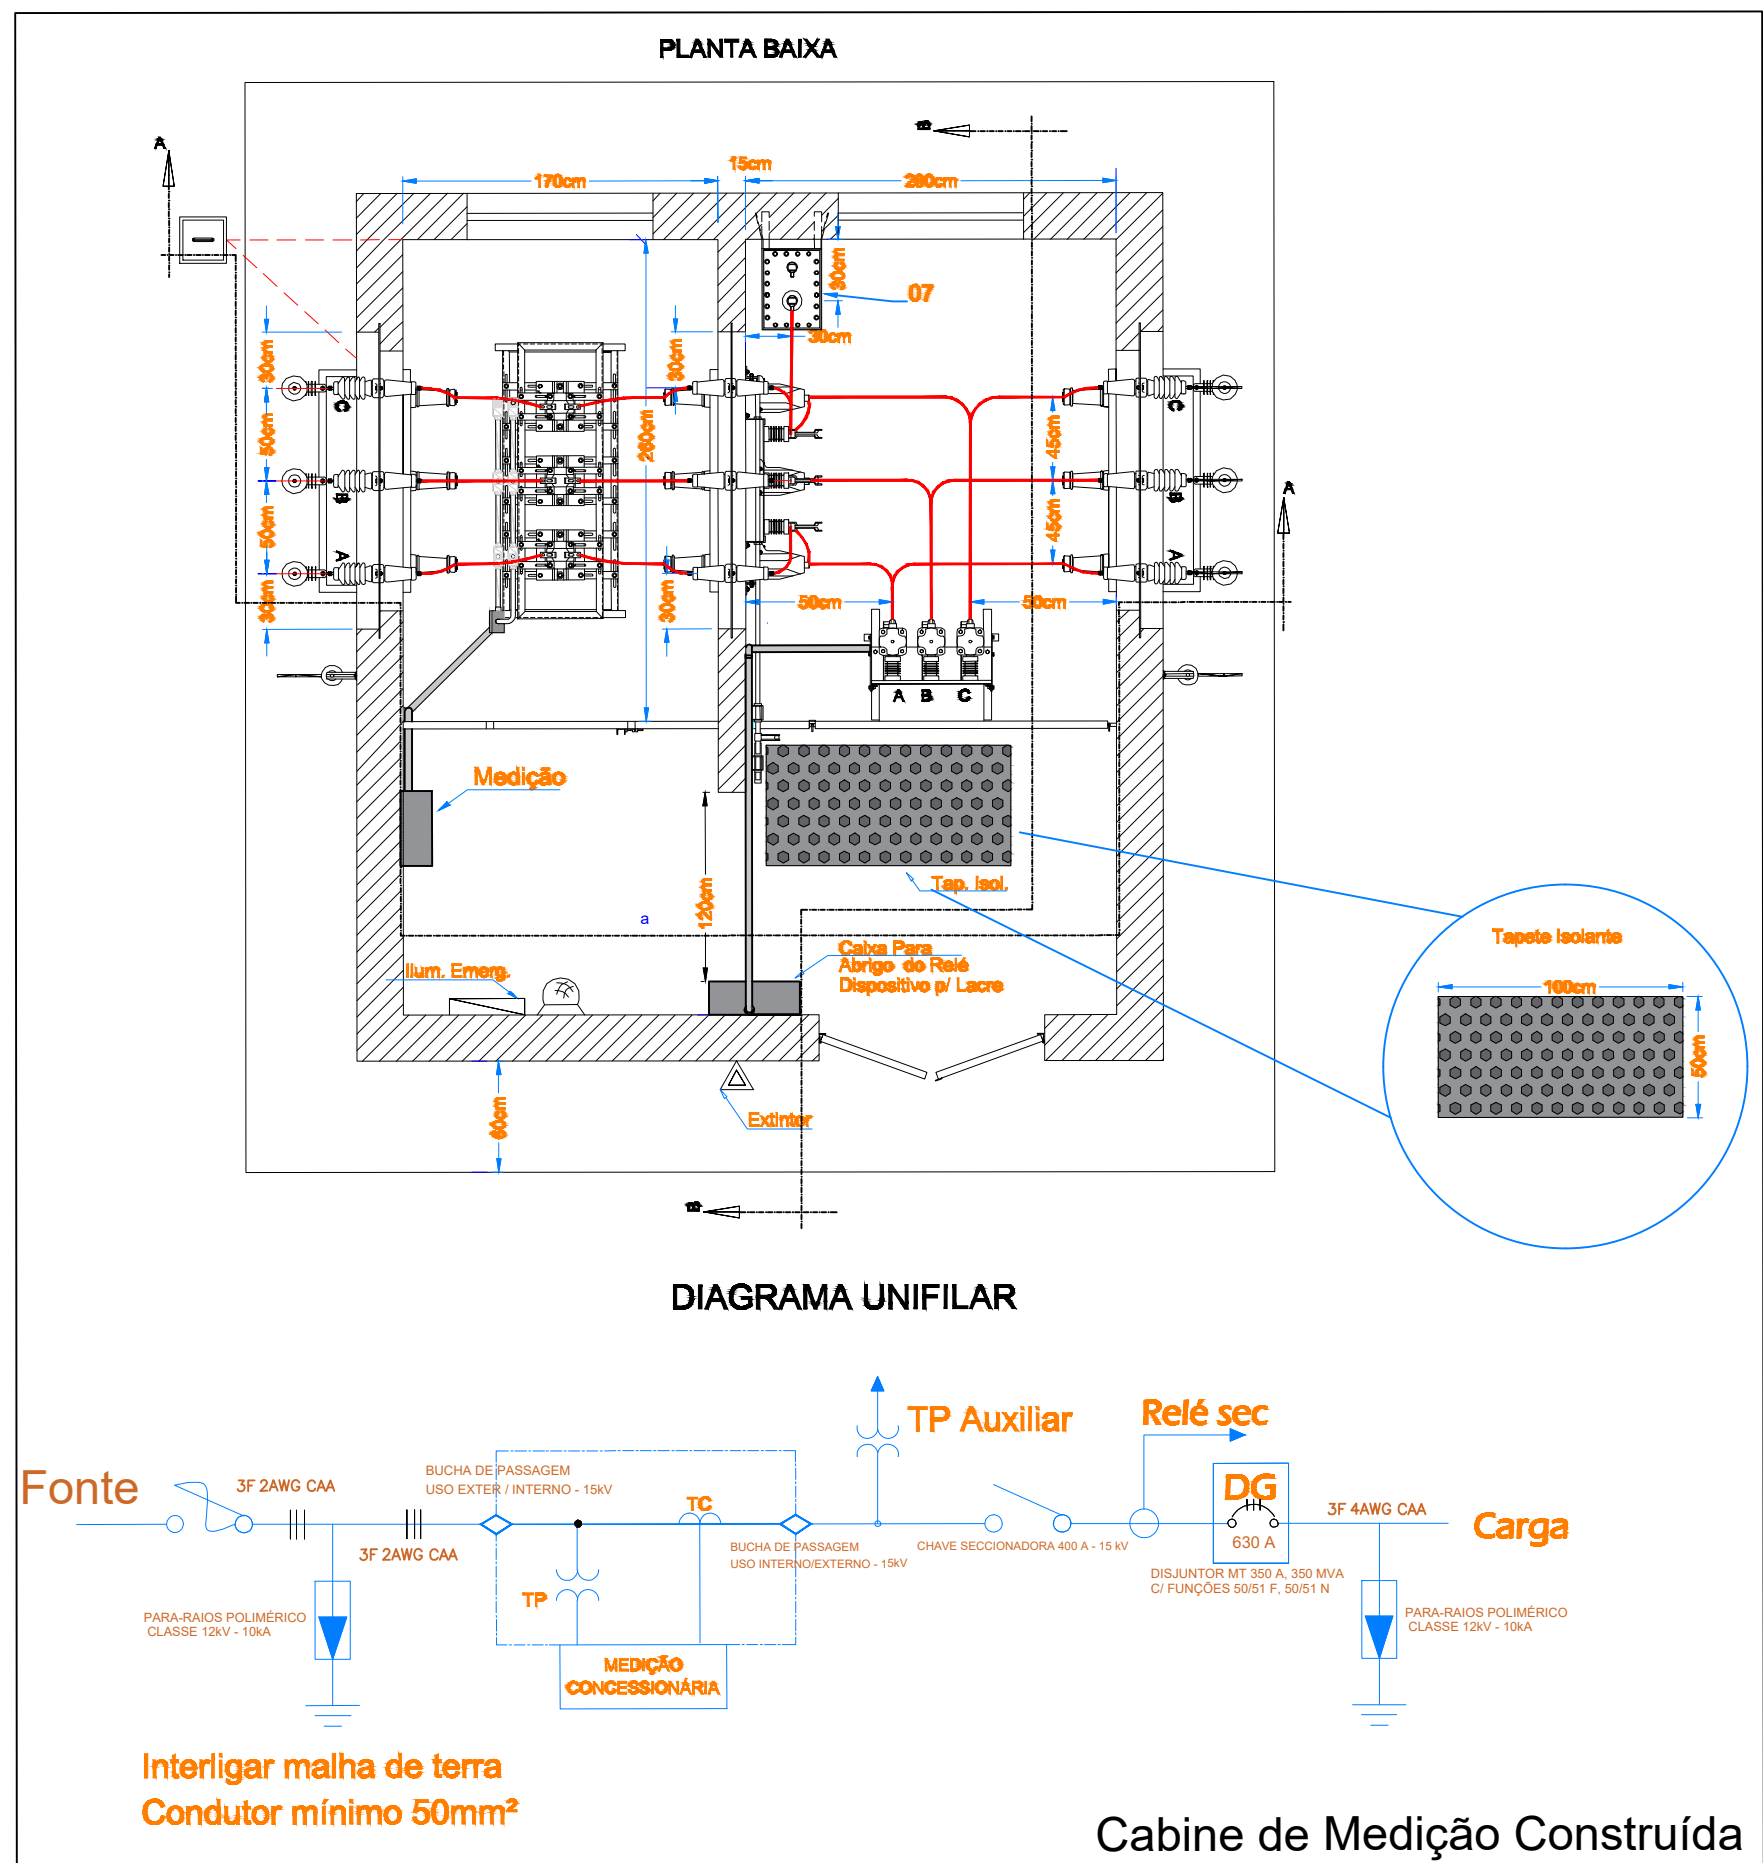 PLANTA BAIXA
B
A
15cm
170cm
200cm
30cm
07
30cm
30cm
30cm
C
C
50cm
260cm
45cm
B
B
A
50cm
45cm
A
A
30cm
30cm
50cm
50cm
A B C
Medição
Tap. Isol.
120cm
a
Tapete Isolante
Caixa Para
Abrigo do Relé
Dispositivo p/ Lacre
Ilum. Emerg.
100cm
50cm
60cm
Extintor
B
DIAGRAMA UNIFILAR
TP Auxiliar
Relé sec
Fonte
3F 2AWG CAA
BUCHA DE PASSAGEM
USO EXTER / INTERNO - 15kV
TC
DG
3F 4AWG CAA
Carga
3F 2AWG CAA
BUCHA DE PASSAGEM
USO INTERNO/EXTERNO - 15kV
CHAVE SECCIONADORA 400 A - 15 kV
630 A
DISJUNTOR MT 350 A, 350 MVA
C/ FUNÇÕES 50/51 F, 50/51 N
TP
PARA-RAIOS POLIMÉRICO
CLASSE 12kV - 10kA
PARA-RAIOS POLIMÉRICO
CLASSE 12kV - 10kA
MEDIÇÃO
CONCESSIONÁRIA
Interligar malha de terra
Condutor mínimo 50mm²
Cabine de Medição Construída